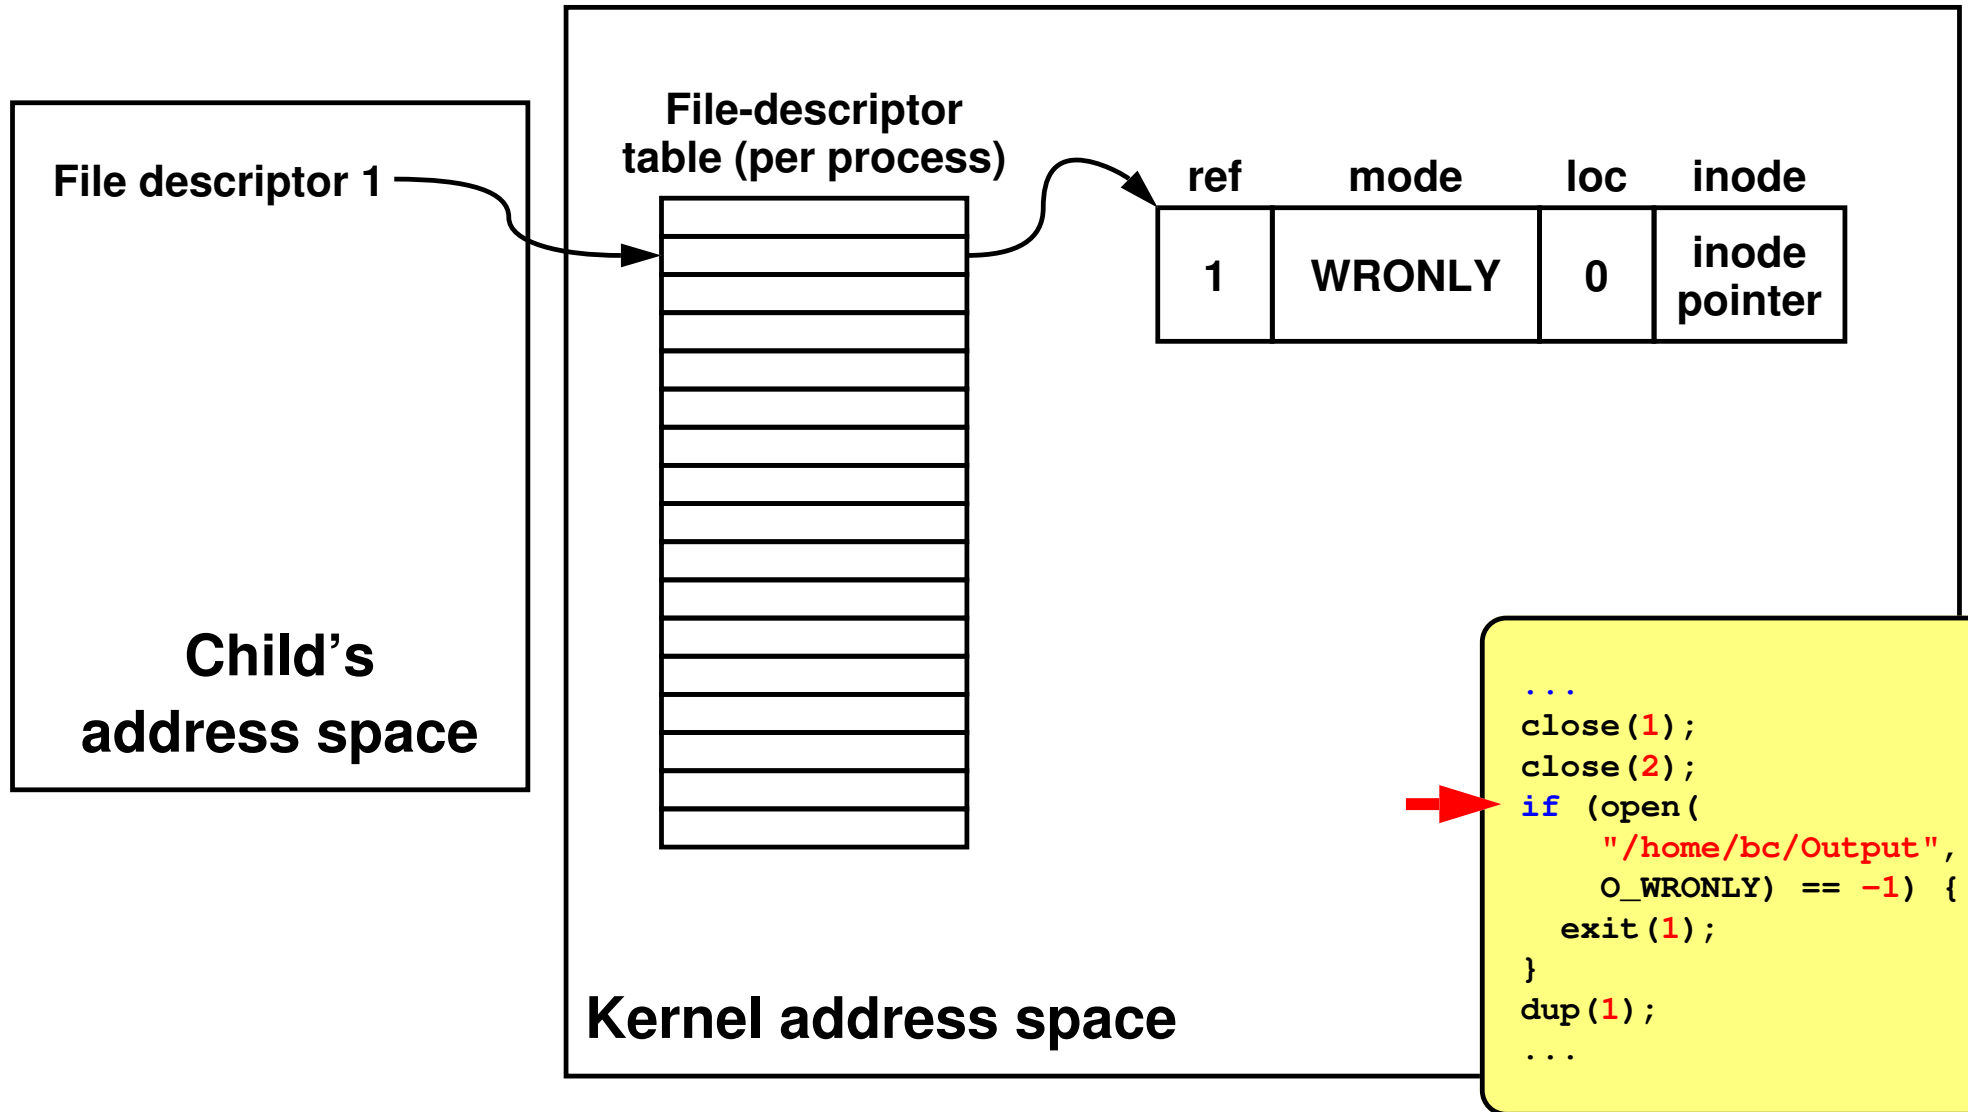 File-descriptor
table (per process)
File descriptor 1
ref mode loc inode
1 WRONLY 0 inode
pointer
Child’s
address space
Kernel address space
...
close(1);
close(2);
if (open(
"/home/bc/Output",
O_WRONLY) == −1) {
exit(1);
}
dup(1);
...